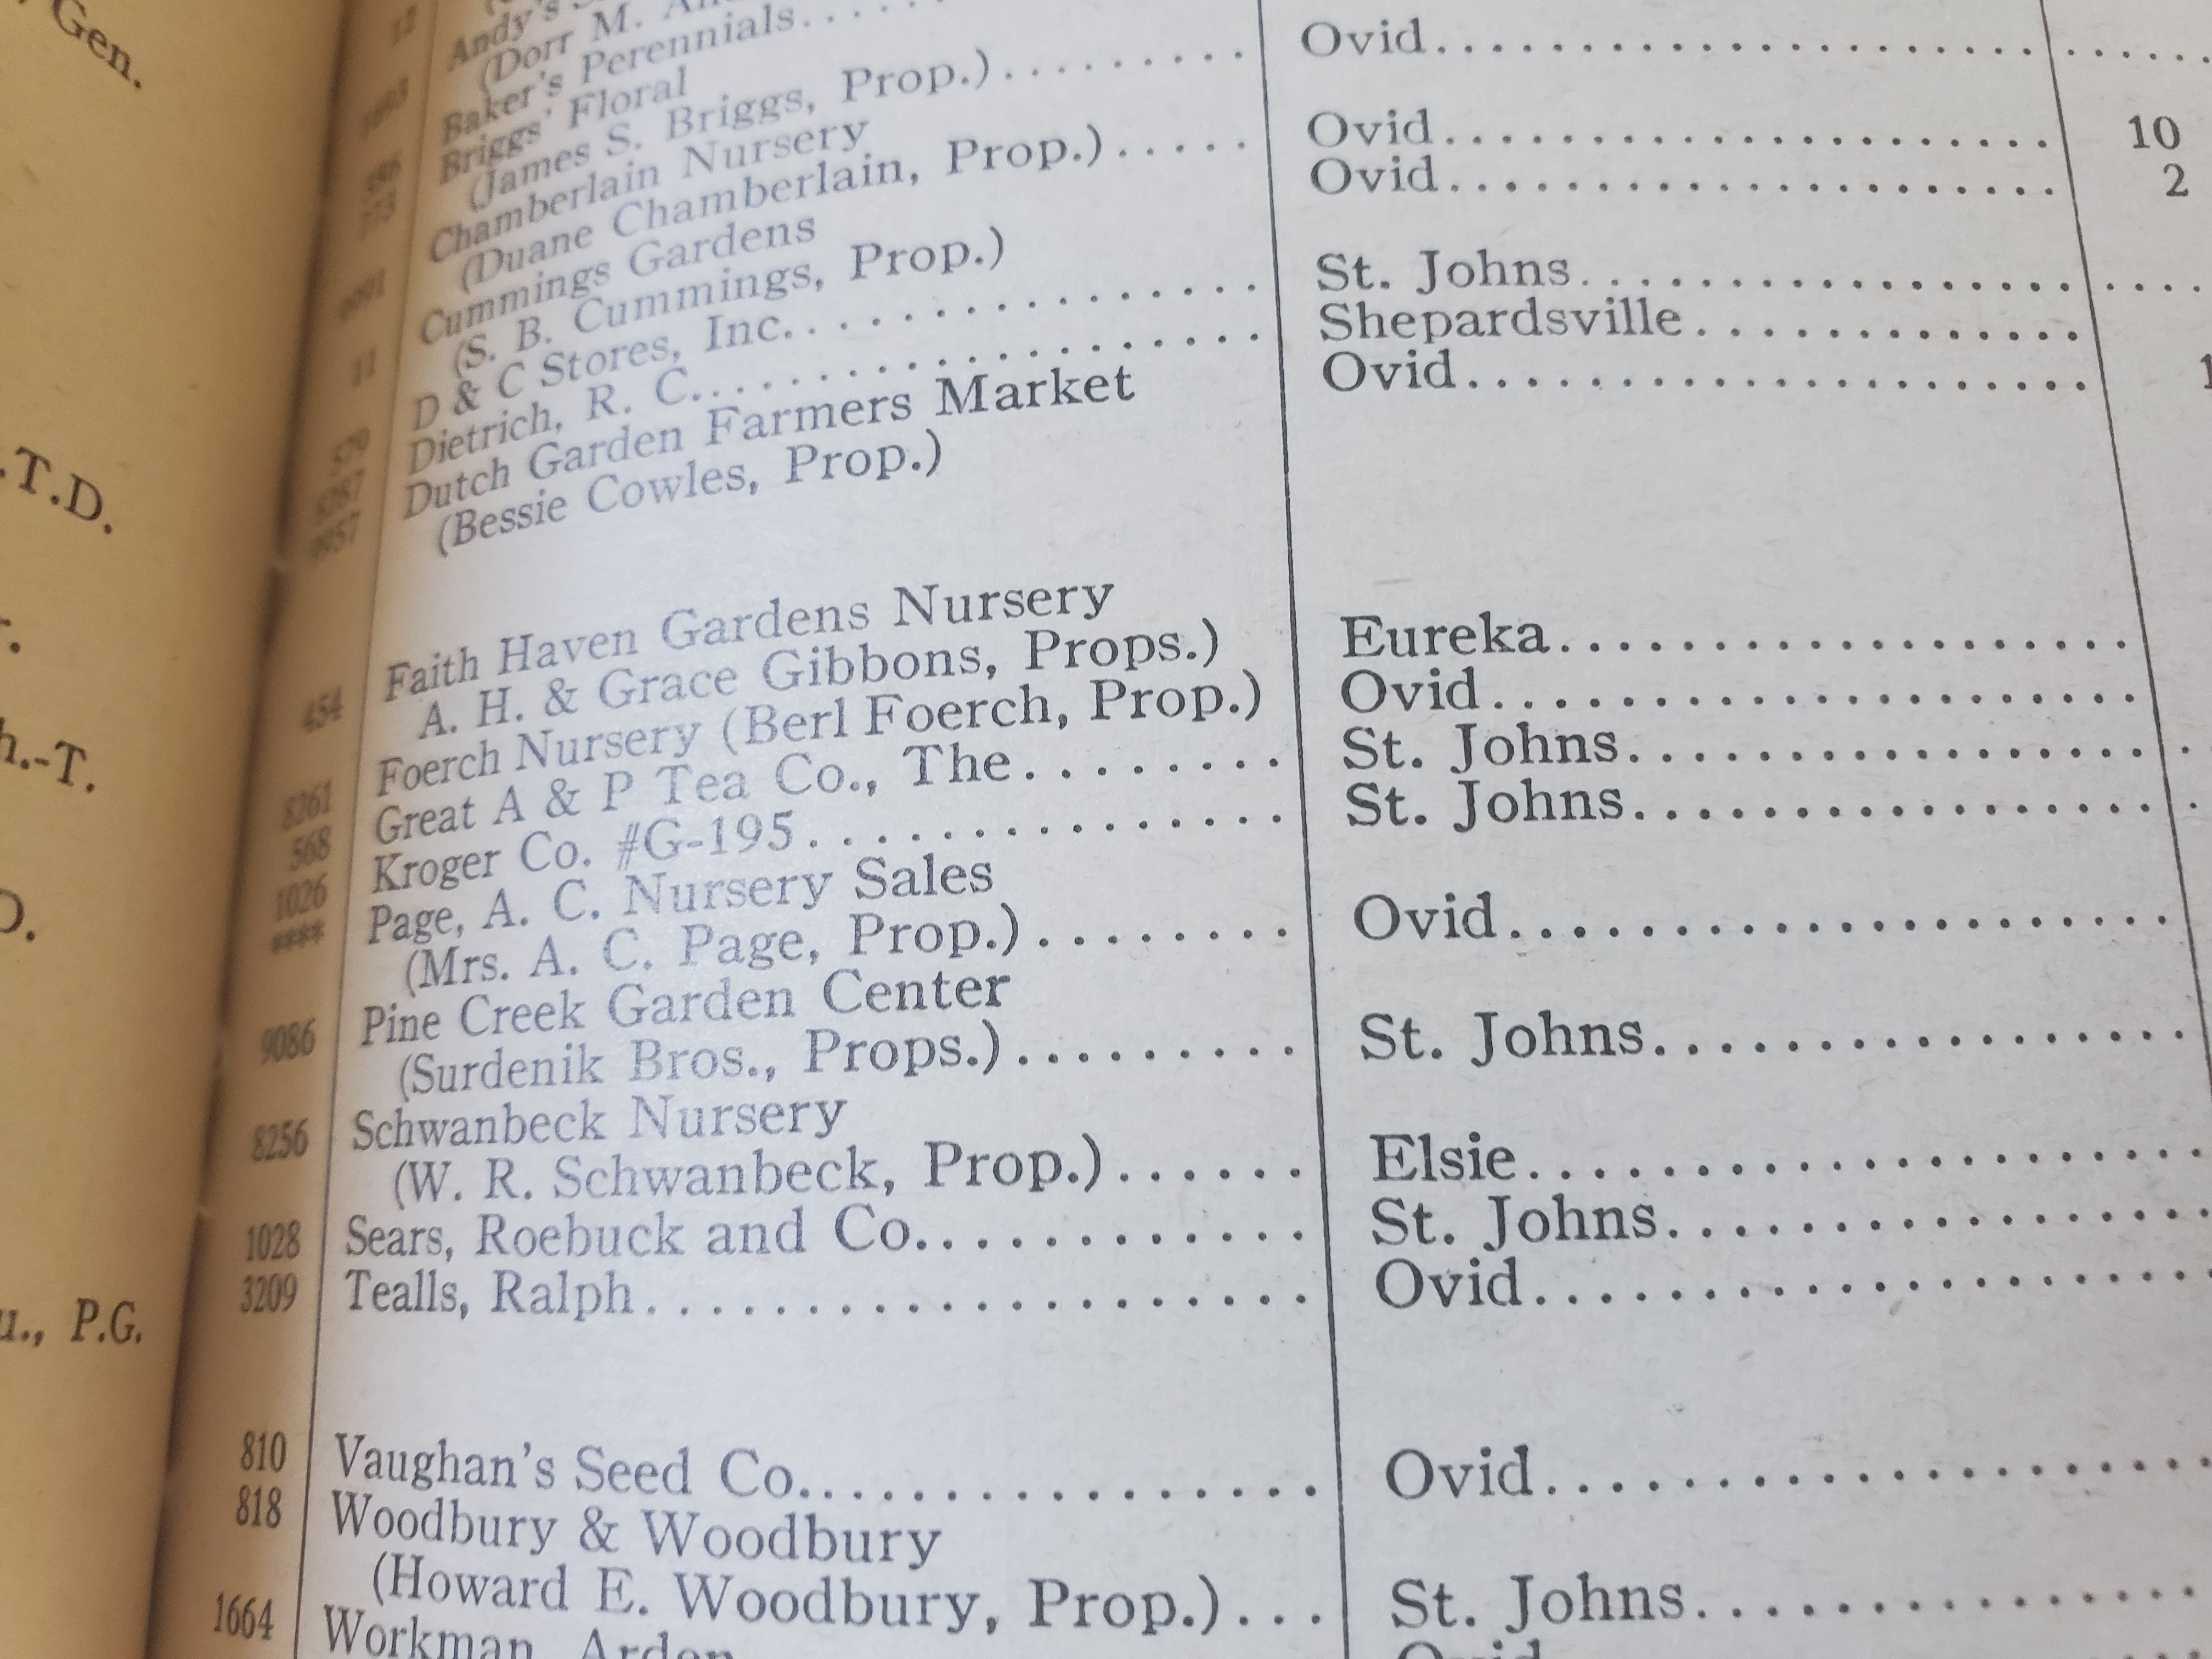 Gen.
T.D.
h.-T.
P.G.
12 Andy's
(Dorr M.
Baker's Perennials..... Ovid
Briggs' Floral
(James S. Briggs, Prop.) Ovid 10
Chamberlain Nursery Ovid 2
(Duane Chamberlain, Prop.)
Cummings Gardens St. Johns
11 (S. B. Cummings, Prop.) Shepardsville
D & C Stores, Inc. Ovid 1
Dietrich, R. C.
Dutch Garden Farmers Market
(Bessie Cowles, Prop.)
454 Faith Haven Gardens Nursery
A. H. & Grace Gibbons, Props.) Eureka
8261 Foerch Nursery (Berl Foerch, Prop.) Ovid
568 Great A & P Tea Co., The St. Johns
1026 Kroger Co. #G-195 St. Johns
**** Page, A. C. Nursery Sales
(Mrs. A. C. Page, Prop.) Ovid
9086 Pine Creek Garden Center
(Surdenik Bros., Props.) St. Johns
8256 Schwanbeck Nursery
(W. R. Schwanbeck, Prop.) Elsie
1028 Sears, Roebuck and Co. St. Johns
3209 Tealls, Ralph Ovid
810 Vaughan's Seed Co. Ovid
818 Woodbury & Woodbury
(Howard E. Woodbury, Prop.) St. Johns
1664 Workman, Arden Ovid